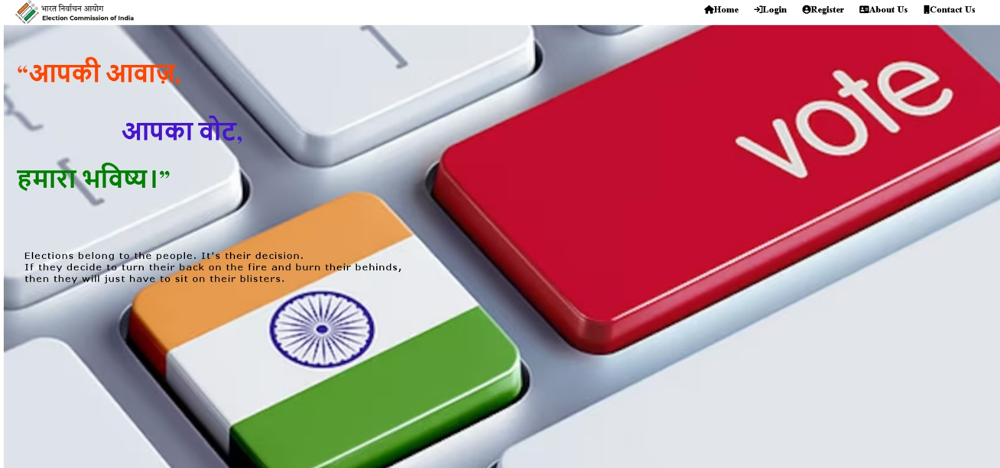 भारत निर्वाचन आयोग
Election Commission of India
Home Login Register About Us Contact Us
“आपकी आवाज़,
आपका वोट,
हमारा भविष्य।”
vote
Elections belong to the people. It's their decision.
If they decide to turn their back on the fire and burn their behinds,
then they will just have to sit on their blisters.